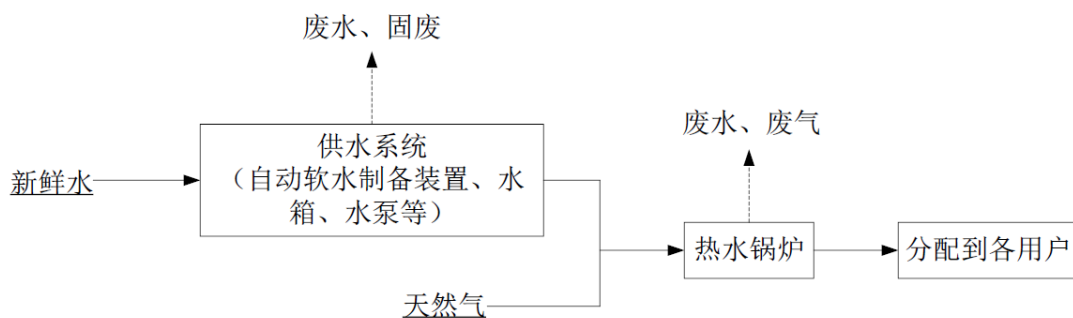 废水、固废
废水、废气
供水系统
（自动软水制备装置、水
箱、水泵等）
新鲜水
热水锅炉
分配到各用户
天然气